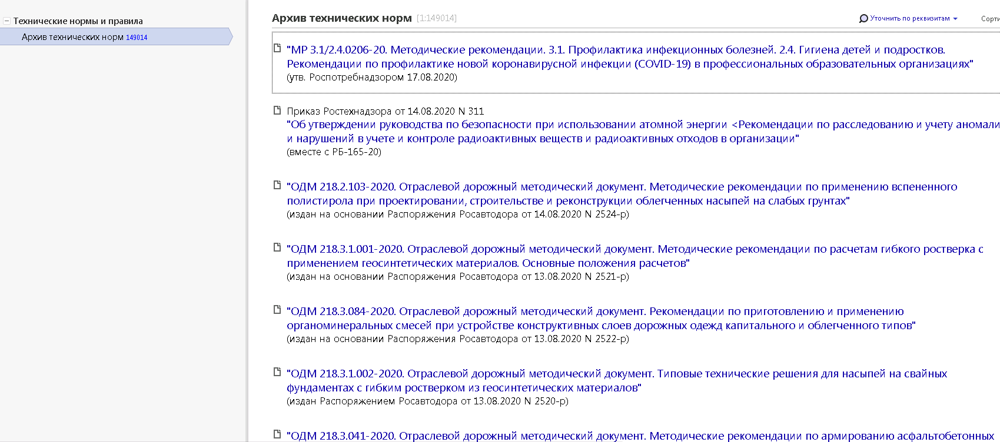 Технические нормы и правила
Архив технических норм 149014
Архив технических норм [1:149014]
Уточнить по реквизитам
"МР 3.1/2.4.0206-20. Методические рекомендации. 3.1. Профилактика инфекционных болезней. 2.4. Гигиена детей и подростков.
Рекомендации по профилактике новой коронавирусной инфекции (COVID-19) в профессиональных образовательных организациях"
(утв. Роспотребнадзором 17.08.2020)
Приказ Ростехнадзора от 14.08.2020 N 311
"Об утверждении руководства по безопасности при использовании атомной энергии <Рекомендации по расследованию и учету аномали
и нарушений в учете и контроле радиоактивных веществ и радиоактивных отходов в организации"
(вместе с РБ-165-20)
"ОДМ 218.2.103-2020. Отраслевой дорожный методический документ. Методические рекомендации по применению вспененного
полистирола при проектировании, строительстве и реконструкции облегченных насыпей на слабых грунтах"
(издан на основании Распоряжения Росавтодора от 14.08.2020 N 2524-р)
"ОДМ 218.3.1.001-2020. Отраслевой дорожный методический документ. Методические рекомендации по расчетам гибкого ростверка с
применением геосинтетических материалов. Основные положения расчетов"
(издан на основании Распоряжения Росавтодора от 13.08.2020 N 2521-р)
"ОДМ 218.3.084-2020. Отраслевой дорожный методический документ. Рекомендации по приготовлению и применению
органоминеральных смесей при устройстве конструктивных слоев дорожных одежд капитального и облегченного типов"
(издан на основании Распоряжения Росавтодора от 13.08.2020 N 2522-р)
"ОДМ 218.3.1.002-2020. Отраслевой дорожный методический документ. Типовые технические решения для насыпей на свайных
фундаментах с гибким ростверком из геосинтетических материалов"
(издан Распоряжением Росавтодора от 13.08.2020 N 2520-р)
"ОДМ 218.3.041-2020. Отраслевой дорожный методический документ. Методические рекомендации по армированию асфальтобетонных